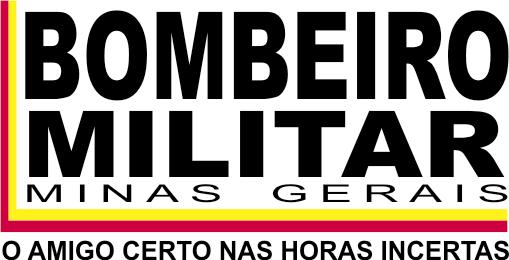 BOMBEIRO
MILITAR
MINAS GERAIS
O AMIGO CERTO NAS HORAS INCERTAS